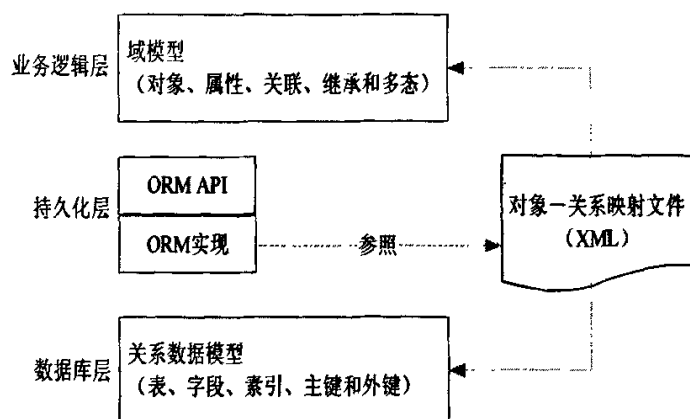 业务逻辑层
域模型
（对象、属性、关联、继承和多态）
持久化层
ORM API
ORM实现
参照
对象－关系映射文件
（XML）
数据库层
关系数据模型
（表、字段、索引、主键和外键）